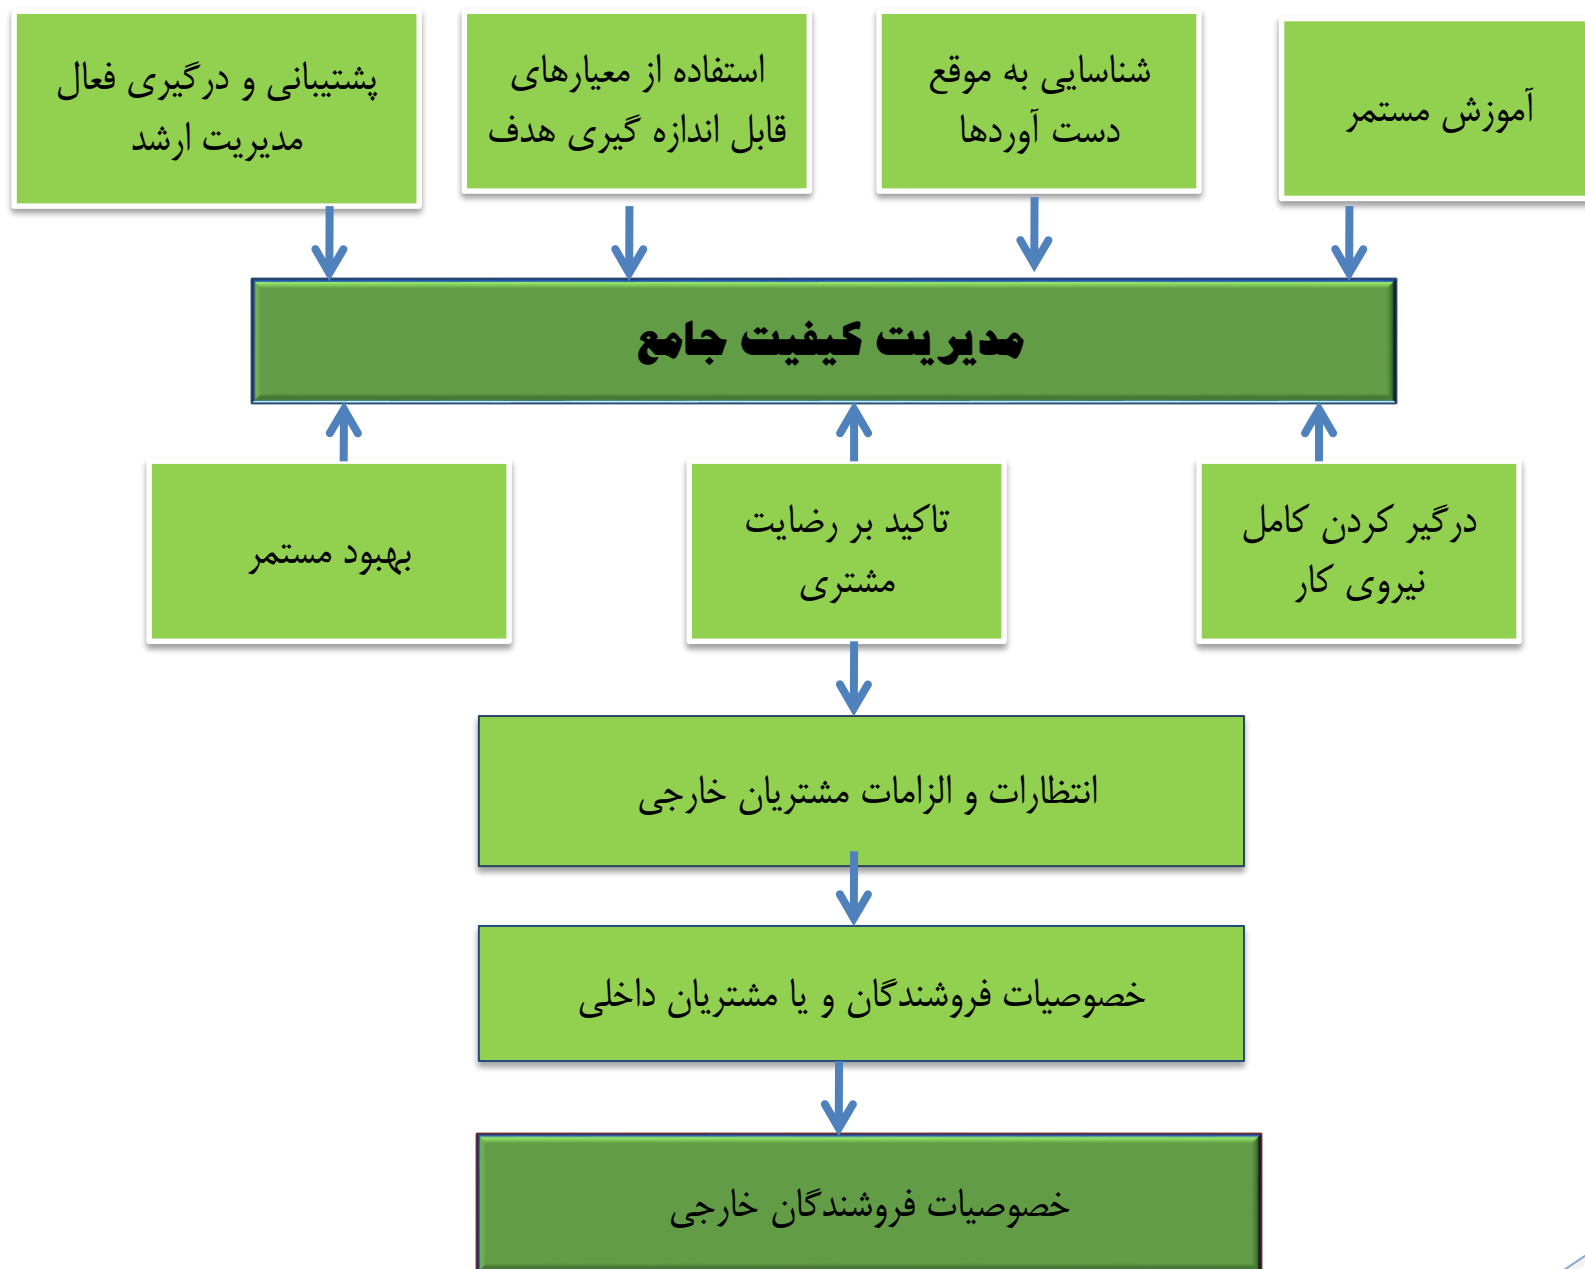 آموزش مستمر
شناسایی به موقع
دست آوردها
استفاده از معیارهای
قابل اندازه گیری هدف
پشتیبانی و درگیری فعال
مدیریت ارشد
مدیریت کیفیت جامع
درگیر کردن کامل
نیروی کار
تاکید بر رضایت
مشتری
بهبود مستمر
انتظارات و الزامات مشتریان خارجی
خصوصیات فروشندگان و یا مشتریان داخلی
خصوصیات فروشندگان خارجی